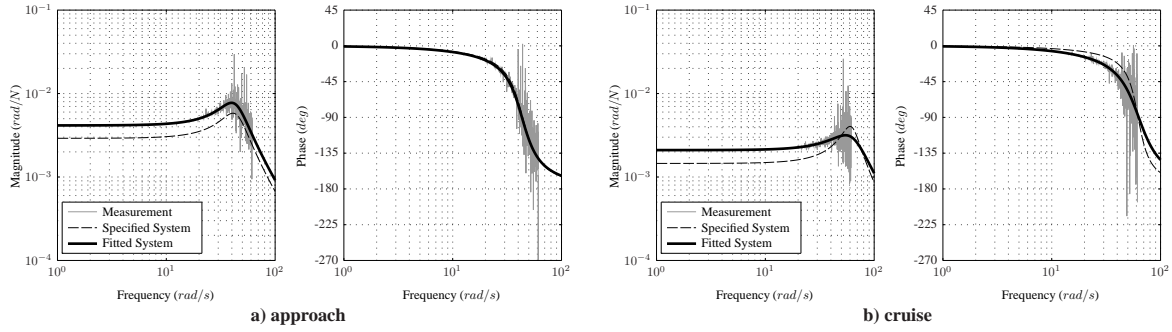 Magnitude (rad/N)
10⁻¹
10⁻²
10⁻³
10⁻⁴
Measurement
Specified System
Fitted System
10⁰
10¹
10²
Frequency (rad/s)
Phase (deg)
45
0
-45
-90
-135
-180
-225
-270
10⁰
10¹
10²
Frequency (rad/s)
a) approach
Magnitude (rad/N)
10⁻¹
10⁻²
10⁻³
10⁻⁴
Measurement
Specified System
Fitted System
10⁰
10¹
10²
Frequency (rad/s)
Phase (deg)
45
0
-45
-90
-135
-180
-225
-270
10⁰
10¹
10²
Frequency (rad/s)
b) cruise